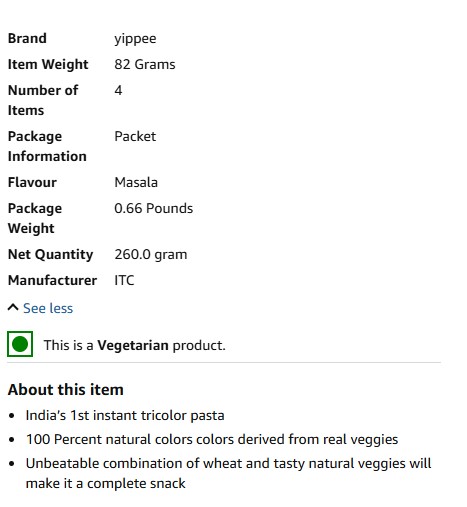 Brand yippee
Item Weight 82 Grams
Number of 4
Items
Package Packet
Information
Flavour Masala
Package 0.66 Pounds
Weight
Net Quantity 260.0 gram
Manufacturer ITC
See less
This is a Vegetarian product.
About this item
India's 1st instant tricolor pasta
100 Percent natural colors colors derived from real veggies
Unbeatable combination of wheat and tasty natural veggies will
make it a complete snack